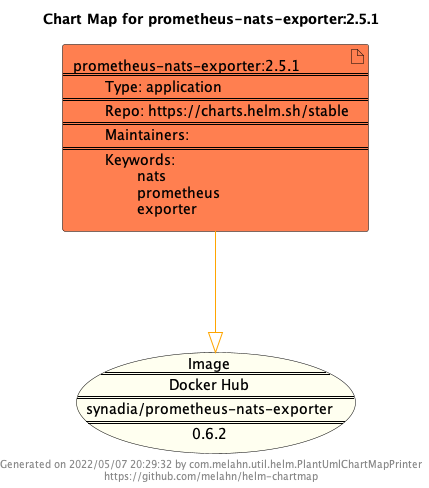 Chart Map for prometheus-nats-exporter:2.5.1
prometheus-nats-exporter:2.5.1
Type: application
Repo: https://charts.helm.sh/stable
Maintainers:
Keywords:
nats
prometheus
exporter
Image
Docker Hub
synadia/prometheus-nats-exporter
0.6.2
Generated on 2022/05/07 20:29:32 by com.melahn.util.helm.PlantUmlChartMapPrinter
https://github.com/melahn/helm-chartmap